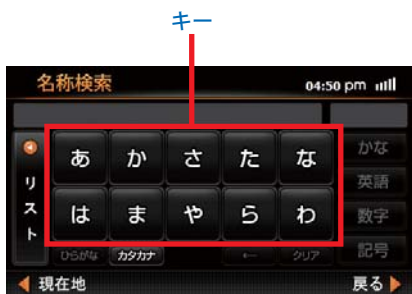 キー
名称検索 04:50 pm
あ か さ た な かな
英語
リスト
は ま や ら わ 数字
ひらがな カタカナ ← クリア 記号
現在地 戻る